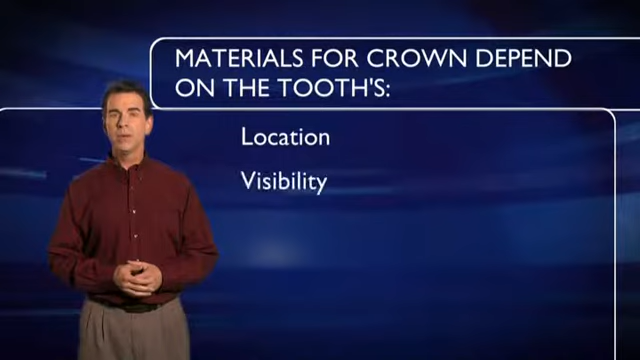 MATERIALS FOR CROWN DEPEND
ON THE TOOTH'S:
Location
Visibility